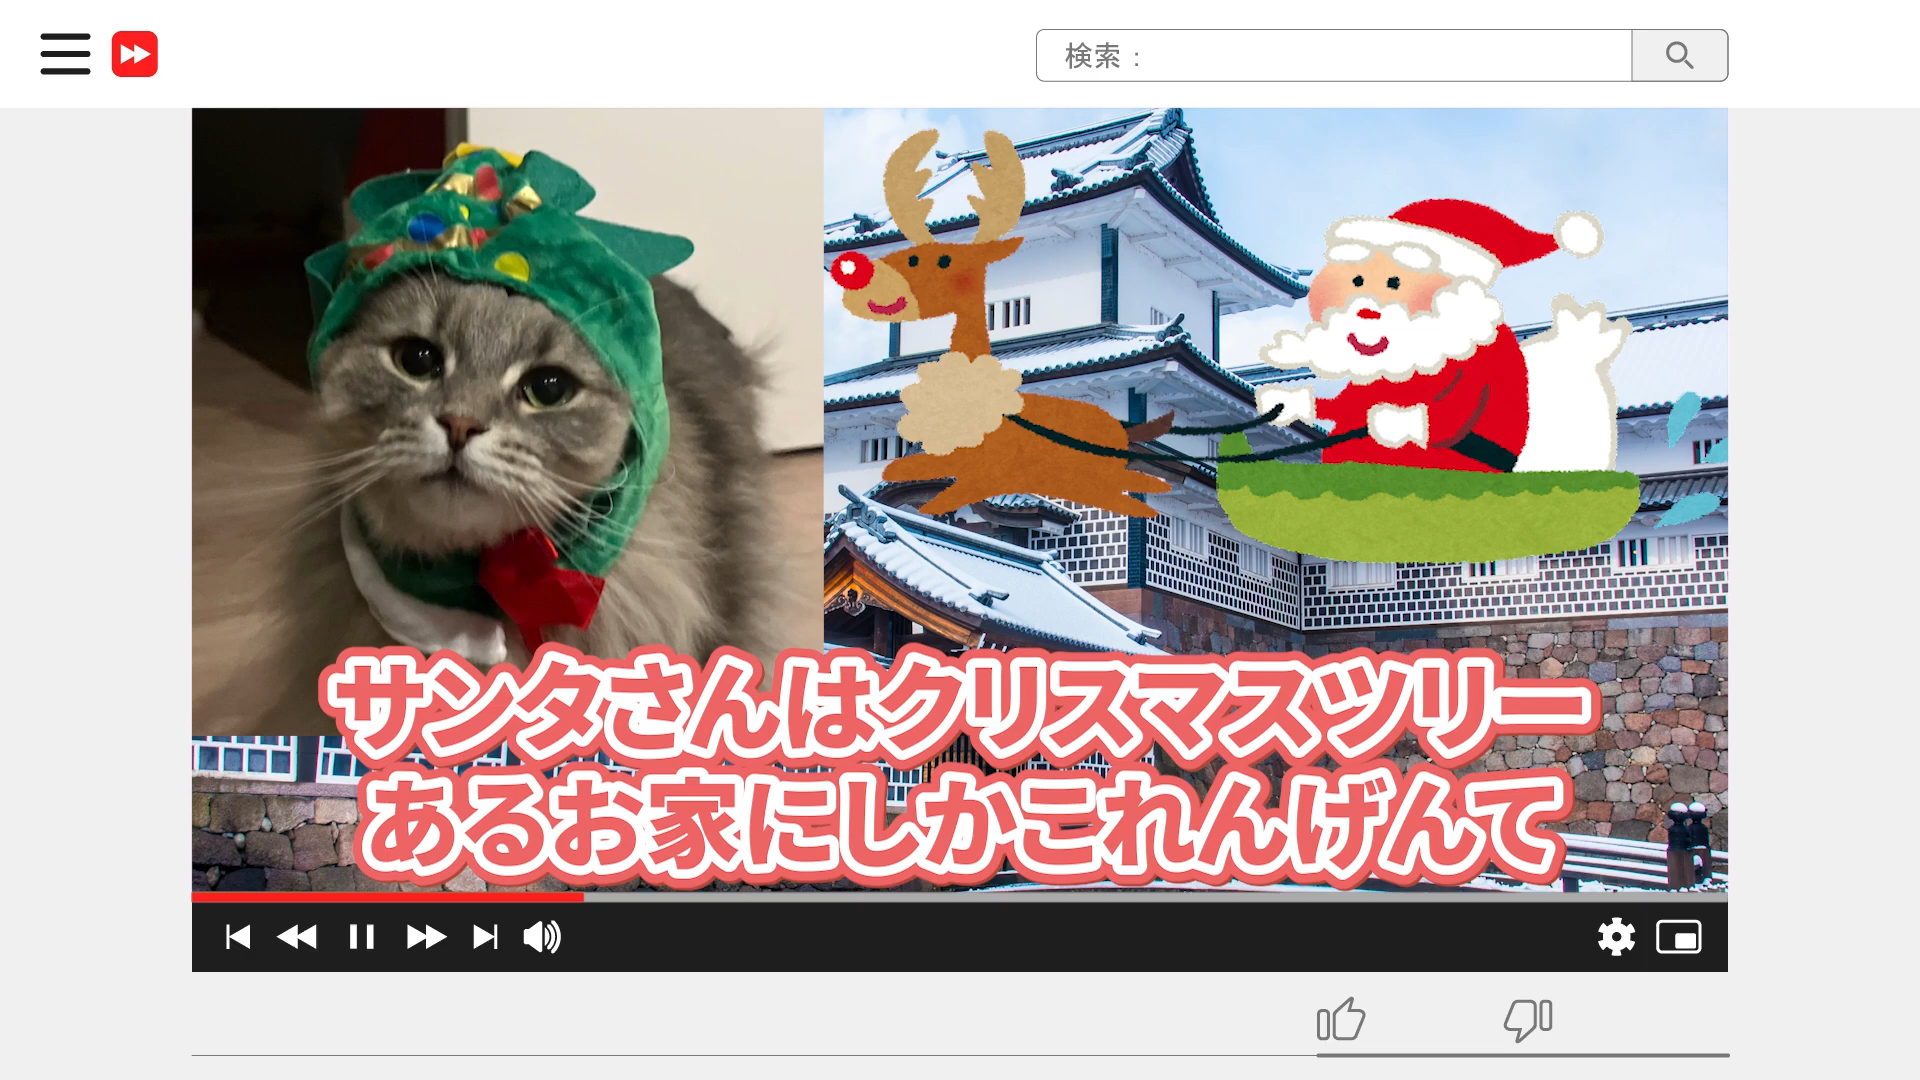 検索：
サンタさんはクリスマスツリー
あるお家にしかこれんげんて